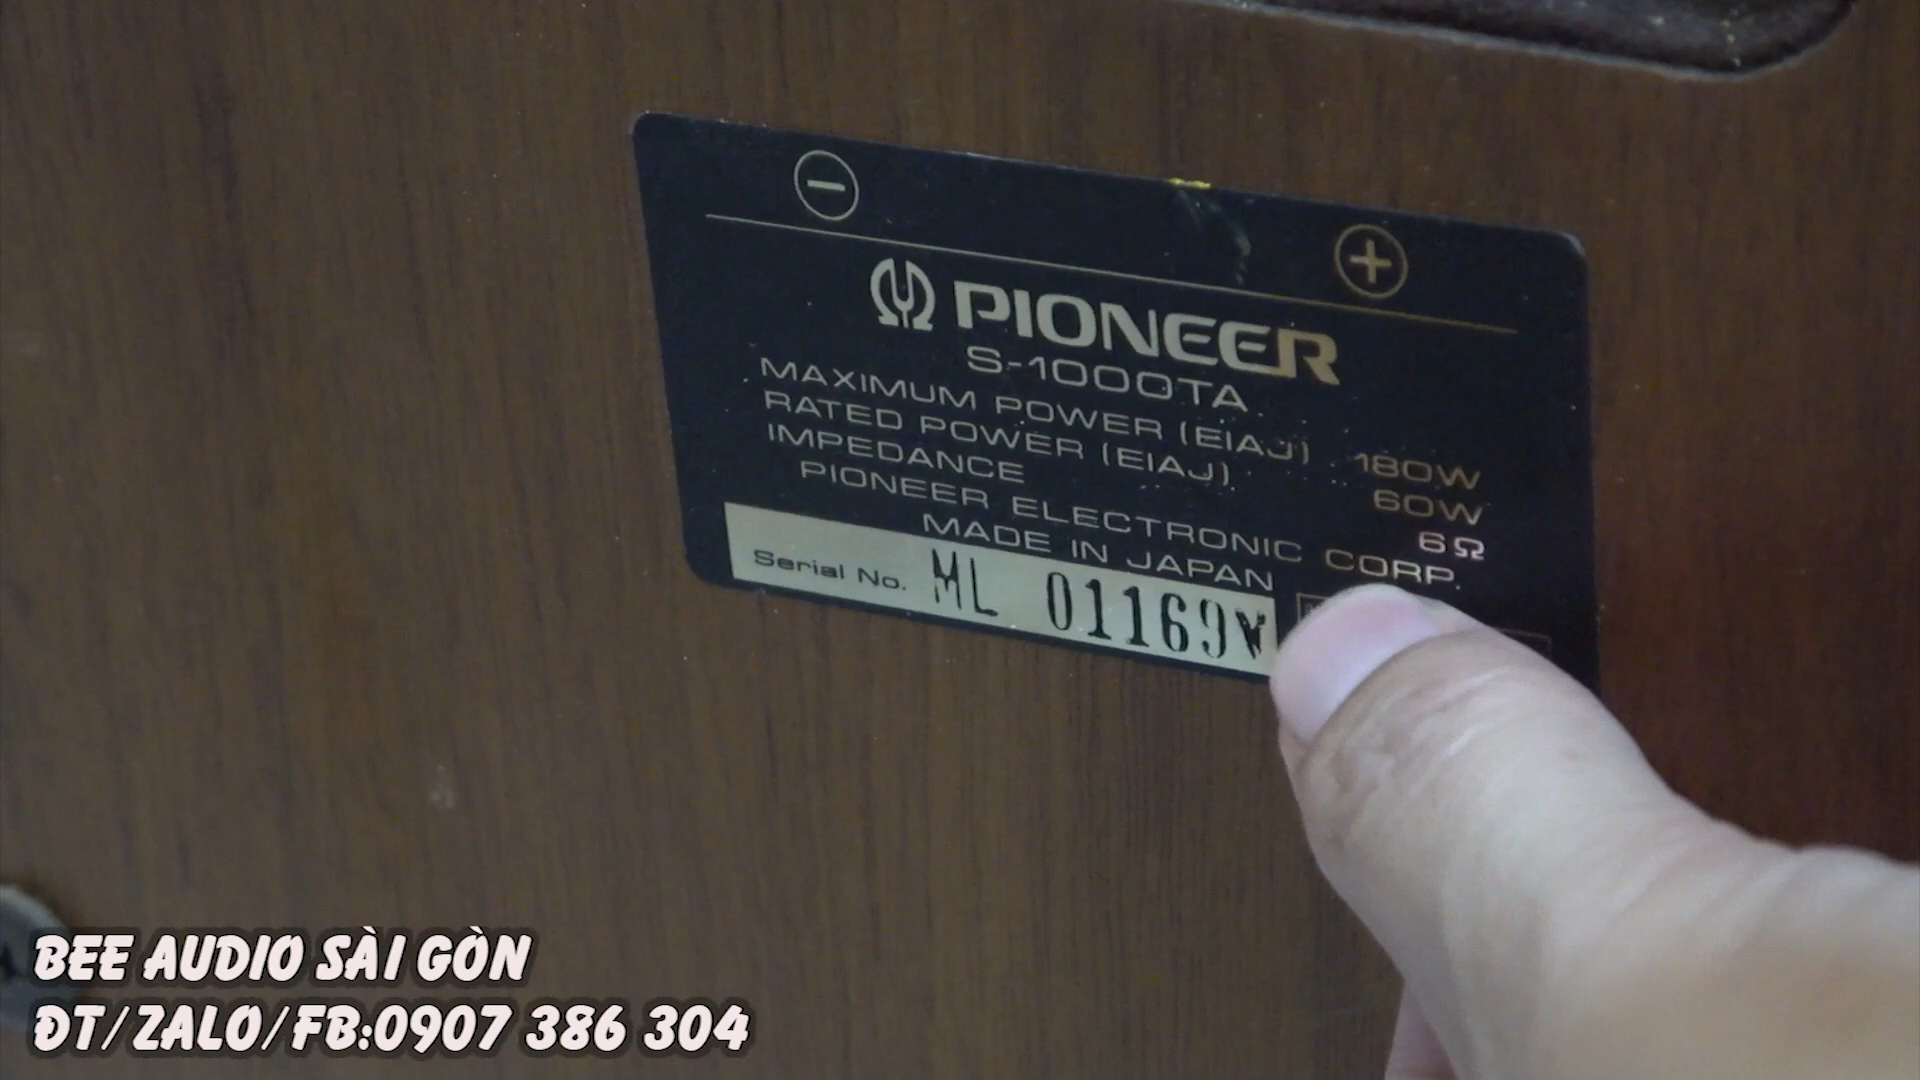 PIONEER
S-1000TA
MAXIMUM POWER (EIAJ) 180W
RATED POWER (EIAJ) 60W
IMPEDANCE 6Ω
PIONEER ELECTRONIC CORP.
MADE IN JAPAN
Serial No. ML 01169
BEE AUDIO SÀI GÒN
ĐT/ZALO/FB:0907 386 304